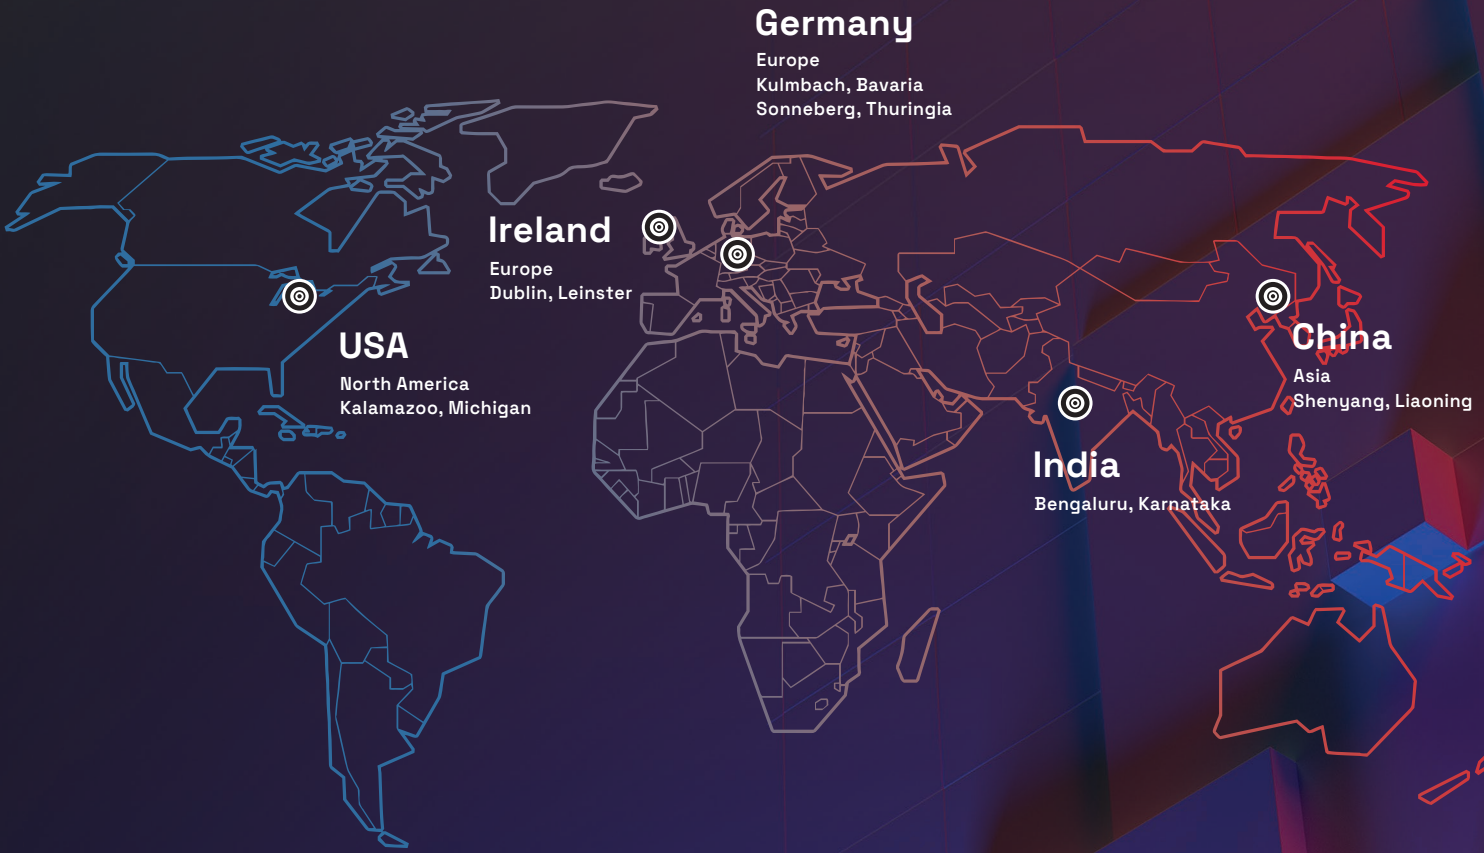 Germany
Europe
Kulmbach, Bavaria
Sonneberg, Thuringia
Ireland
Europe
Dublin, Leinster
USA
North America
Kalamazoo, Michigan
China
Asia
Shenyang, Liaoning
India
Bengaluru, Karnataka